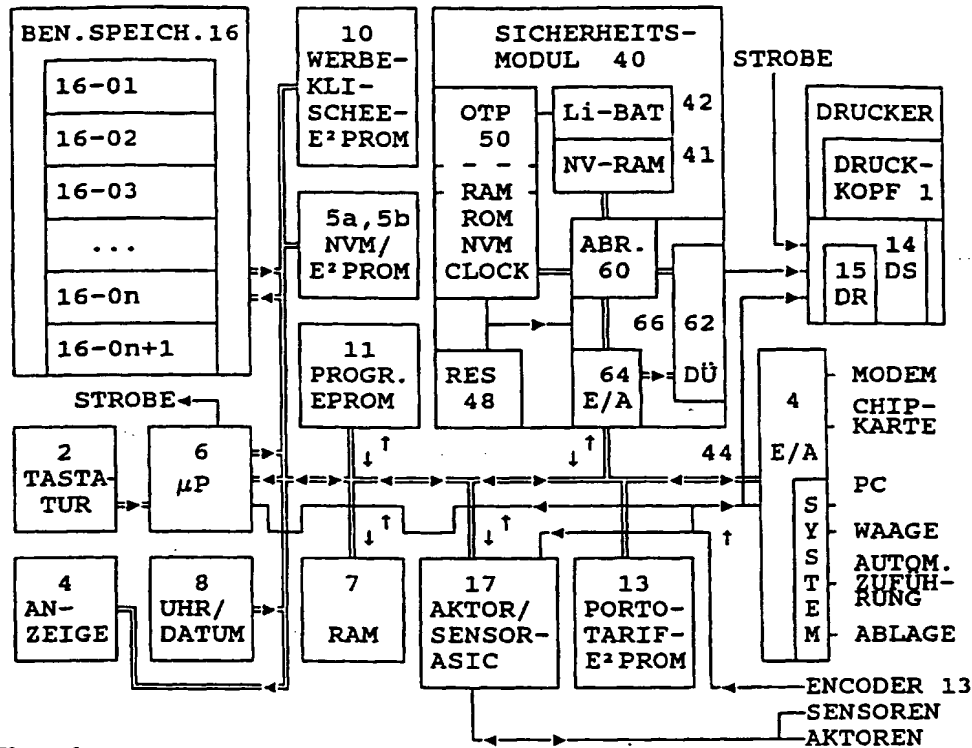 BEN.SPEICH.16
16-01
16-02
16-03
...
16-0n
16-0n+1
10
WERBE-
KLI-
SCHEE-
E²PROM
5a,5b
NVM/
E²PROM
11
PROGR.
EPROM
SICHERHEITS-
MODUL 40
OTP
50
RAM
ROM
NVM
CLOCK
Li-BAT
42
NV-RAM
41
ABR.
60
66
62
DÜ
RES
48
64
E/A
44
STROBE
DRUCKER
DRUCK-
KOPF 1
14
DS
15
DR
STROBE
2
TASTA-
TUR
6
µP
4
AN-
ZEIGE
8
UHR/
DATUM
7
RAM
17
AKTOR/
SENSOR-
ASIC
13
PORTO-
TARIF-
E²PROM
4
E/A
SYSTEM
MODEM
CHIP-
KARTE
PC
WAAGE
AUTOM.
ZUFÜH-
RUNG
ABLAGE
ENCODER 13
SENSOREN
AKTOREN